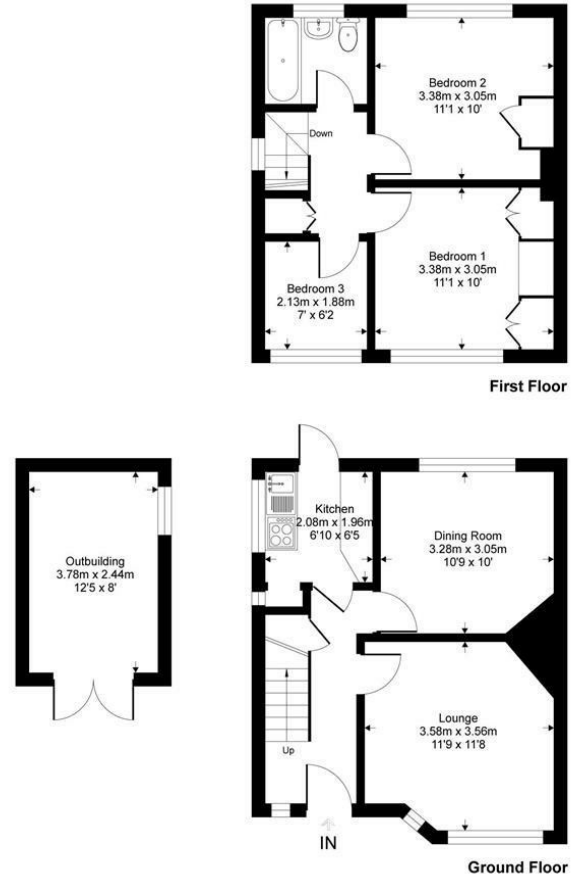 Bedroom 2
3.38m x 3.05m
11'1 x 10'
Down
Bedroom 1
3.38m x 3.05m
11'1 x 10'
Bedroom 3
2.13m x 1.88m
7' x 6'2
First Floor
Kitchen
2.08m x 1.96m
6'10 x 6'5
Dining Room
3.28m x 3.05m
10'9 x 10'
Outbuilding
3.78m x 2.44m
12'5 x 8'
Lounge
3.58m x 3.56m
11'9 x 11'8
Up
IN
Ground Floor